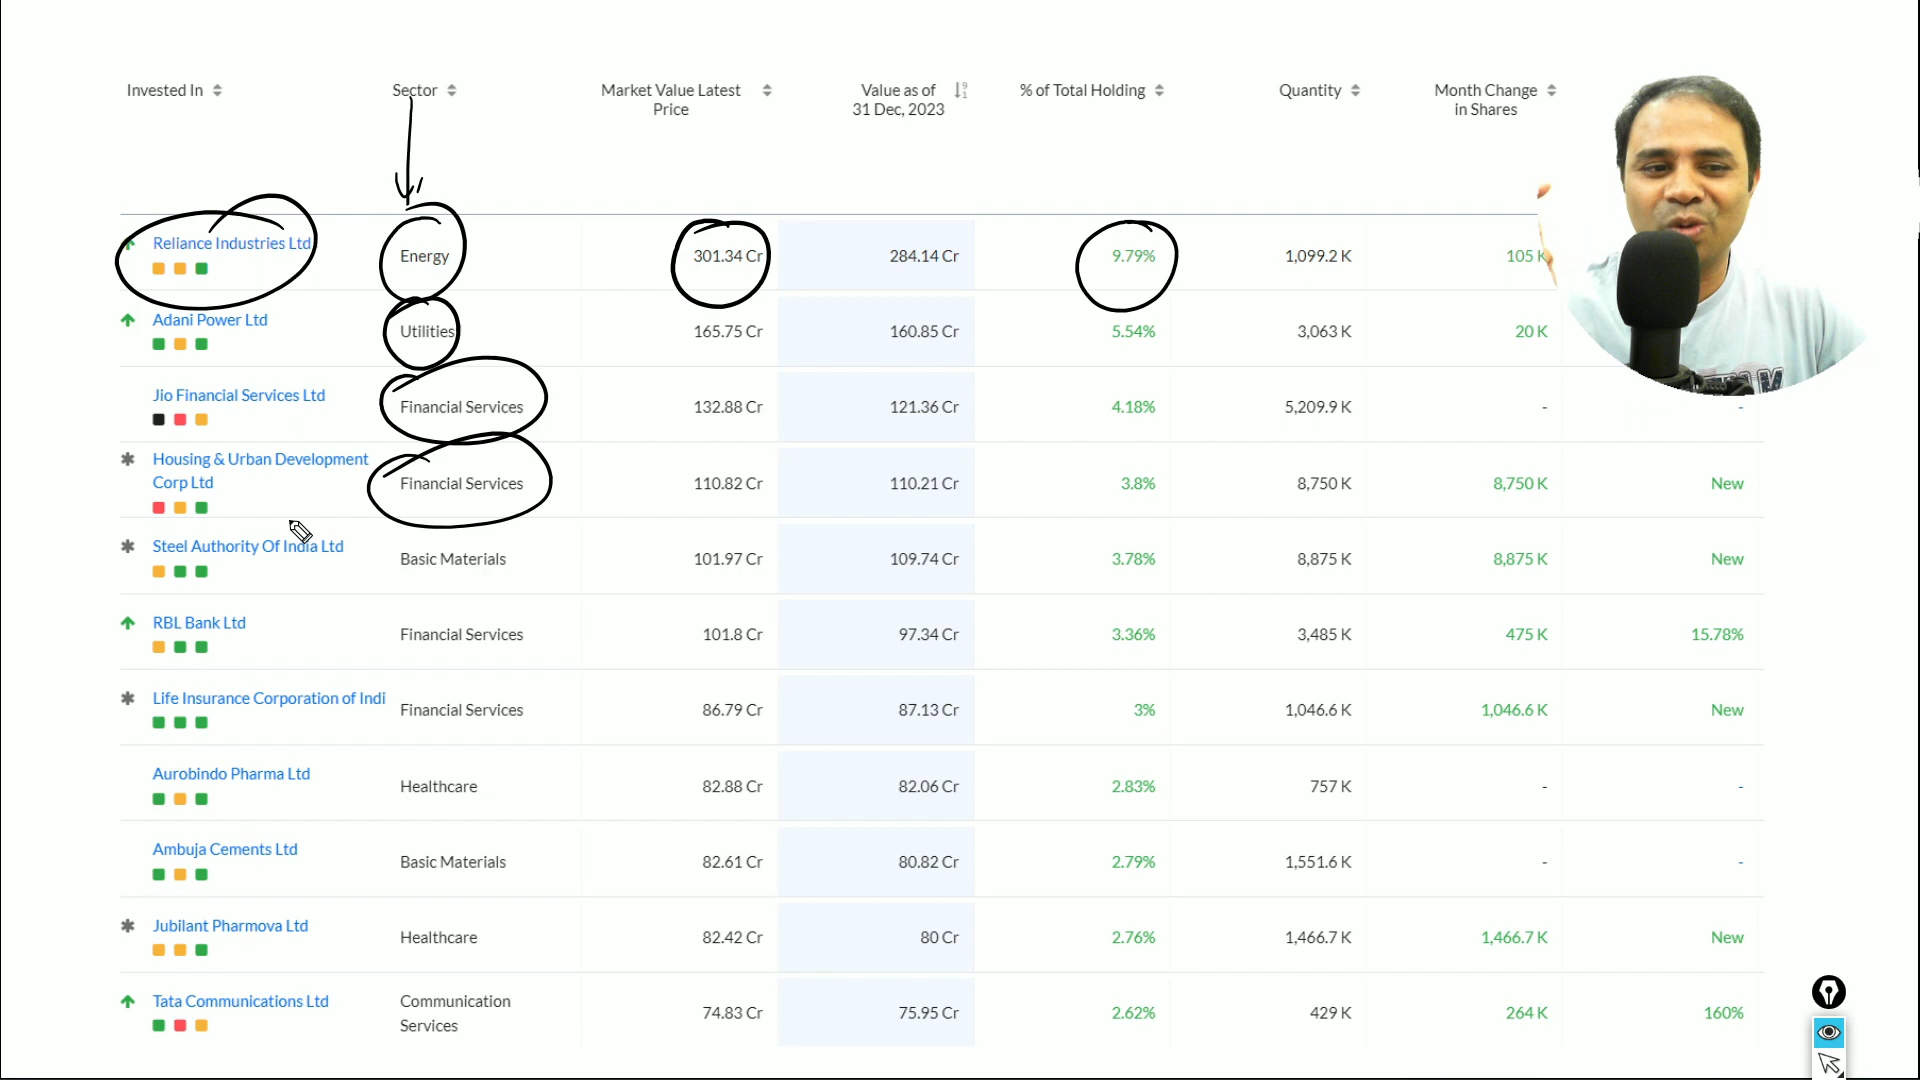 Invested In
Sector
Market Value Latest
Price
Value as of
31 Dec, 2023
% of Total Holding
Quantity
Month Change
in Shares
Reliance Industries Ltd
Energy
301.34 Cr
284.14 Cr
9.79%
1,099.2 K
105 K
Adani Power Ltd
Utilities
165.75 Cr
160.85 Cr
5.54%
3,063 K
20 K
Jio Financial Services Ltd
Financial Services
132.88 Cr
121.36 Cr
4.18%
5,209.9 K
-
-
Housing & Urban Development
Corp Ltd
Financial Services
110.82 Cr
110.21 Cr
3.8%
8,750 K
8,750 K
New
Steel Authority Of India Ltd
Basic Materials
101.97 Cr
109.74 Cr
3.78%
8,875 K
8,875 K
New
RBL Bank Ltd
Financial Services
101.8 Cr
97.34 Cr
3.36%
3,485 K
475 K
15.78%
Life Insurance Corporation of Indi
Financial Services
86.79 Cr
87.13 Cr
3%
1,046.6 K
1,046.6 K
New
Aurobindo Pharma Ltd
Healthcare
82.88 Cr
82.06 Cr
2.83%
757 K
-
-
Ambuja Cements Ltd
Basic Materials
82.61 Cr
80.82 Cr
2.79%
1,551.6 K
-
-
Jubilant Pharmova Ltd
Healthcare
82.42 Cr
80 Cr
2.76%
1,466.7 K
1,466.7 K
New
Tata Communications Ltd
Communication
Services
74.83 Cr
75.95 Cr
2.62%
429 K
264 K
160%